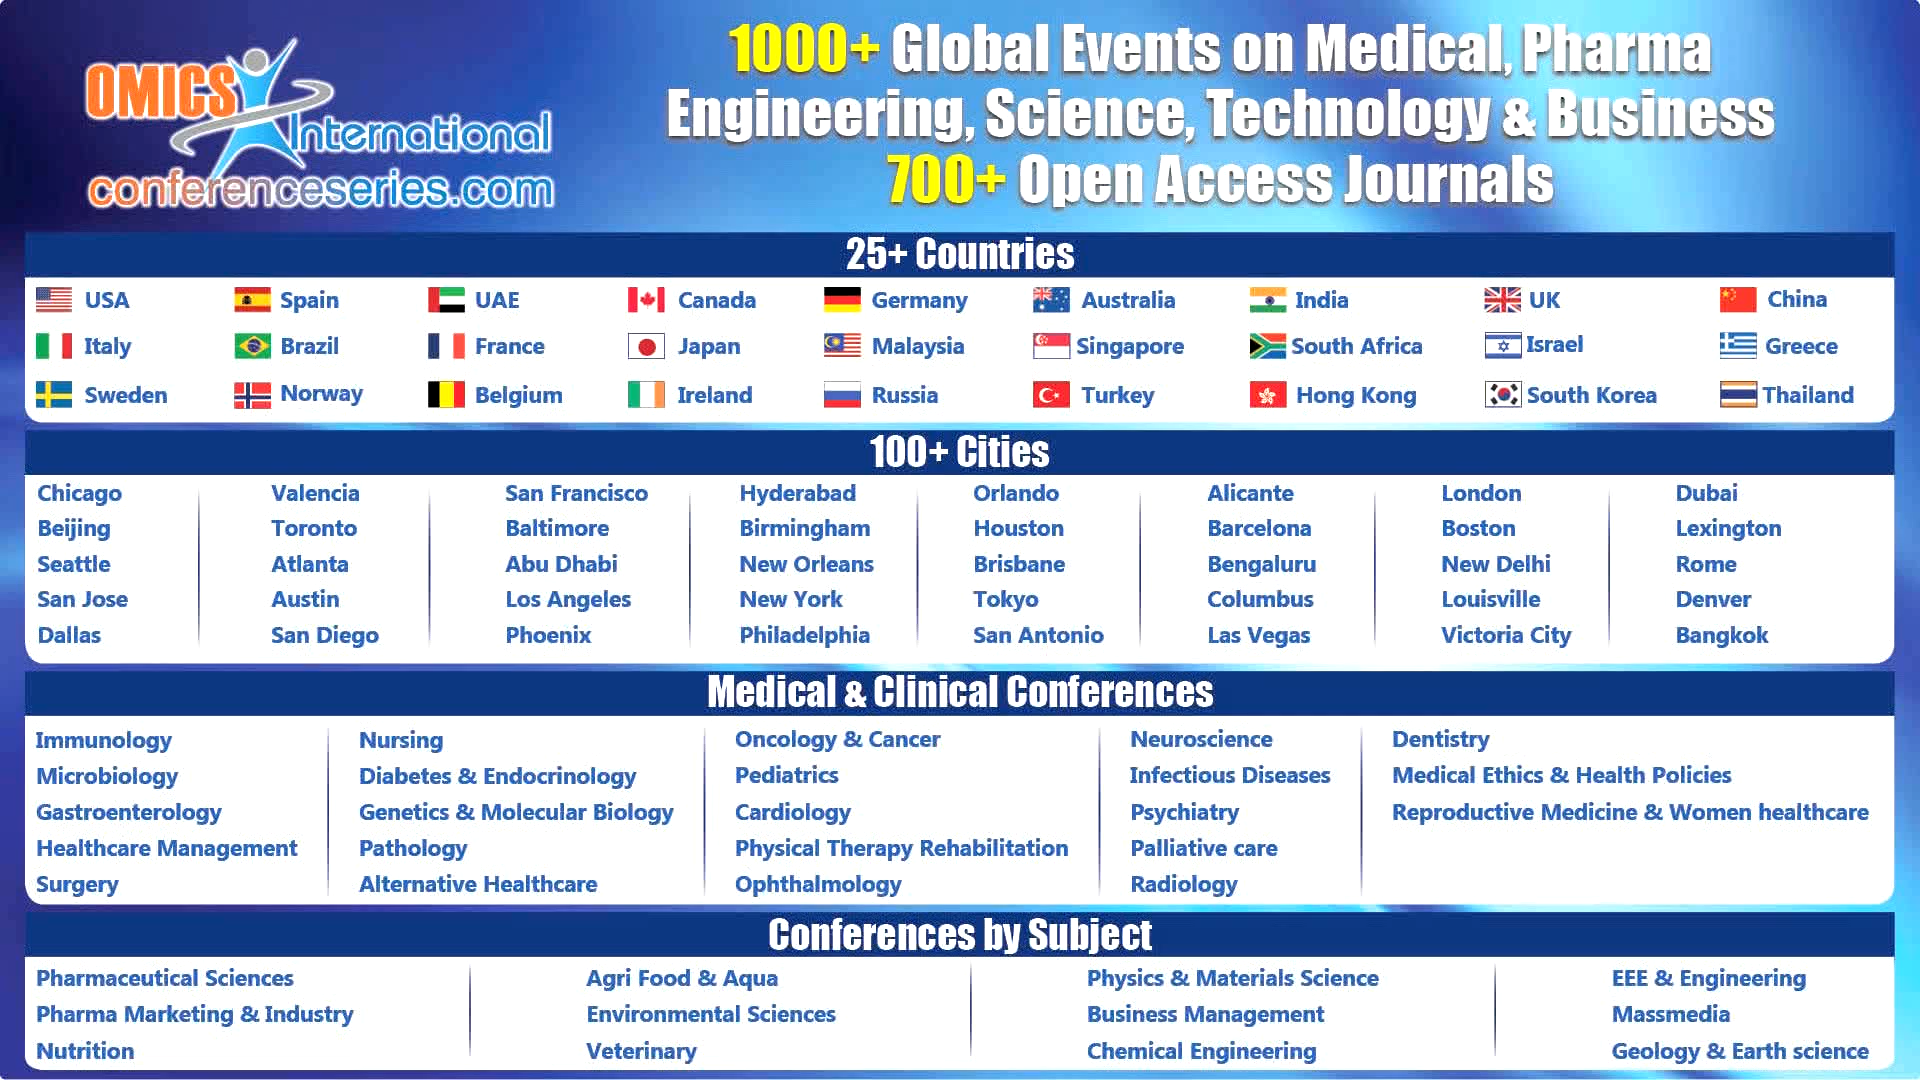 OMICS
International
conferenceseries.com
1000+ Global Events on Medical, Pharma
Engineering, Science, Technology & Business
700+ Open Access Journals
25+ Countries
USA Spain UAE Canada Germany Australia India UK China
Italy Brazil France Japan Malaysia Singapore South Africa Israel Greece
Sweden Norway Belgium Ireland Russia Turkey Hong Kong South Korea Thailand
100+ Cities
Chicago Valencia San Francisco Hyderabad Orlando Alicante London Dubai
Beijing Toronto Baltimore Birmingham Houston Barcelona Boston Lexington
Seattle Atlanta Abu Dhabi New Orleans Brisbane Bengaluru New Delhi Rome
San Jose Austin Los Angeles New York Tokyo Columbus Louisville Denver
Dallas San Diego Phoenix Philadelphia San Antonio Las Vegas Victoria City Bangkok
Medical & Clinical Conferences
Immunology Nursing Oncology & Cancer Neuroscience Dentistry
Microbiology Diabetes & Endocrinology Pediatrics Infectious Diseases Medical Ethics & Health Policies
Gastroenterology Genetics & Molecular Biology Cardiology Psychiatry Reproductive Medicine & Women healthcare
Healthcare Management Pathology Physical Therapy Rehabilitation Palliative care
Surgery Alternative Healthcare Ophthalmology Radiology
Conferences by Subject
Pharmaceutical Sciences Agri Food & Aqua Physics & Materials Science EEE & Engineering
Pharma Marketing & Industry Environmental Sciences Business Management Massmedia
Nutrition Veterinary Chemical Engineering Geology & Earth science